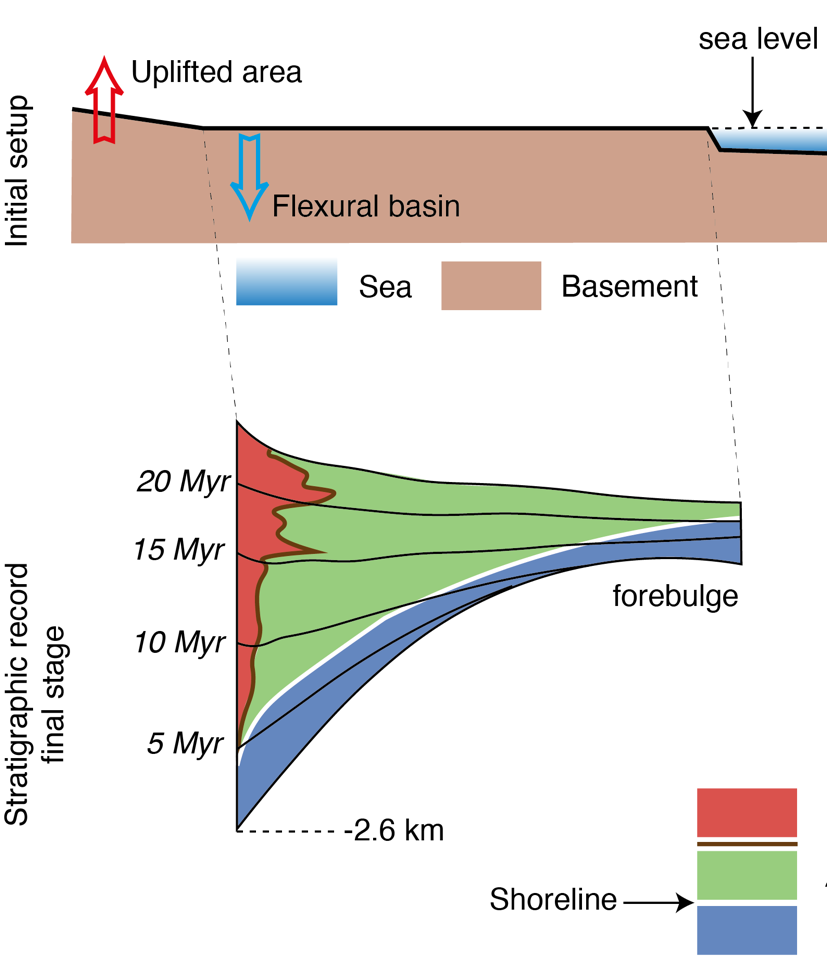 sea level
Uplifted area
Initial setup
Flexural basin
Sea
Basement
20 Myr
15 Myr
10 Myr
5 Myr
forebulge
Stratigraphic record
final stage
-2.6 km
Shoreline